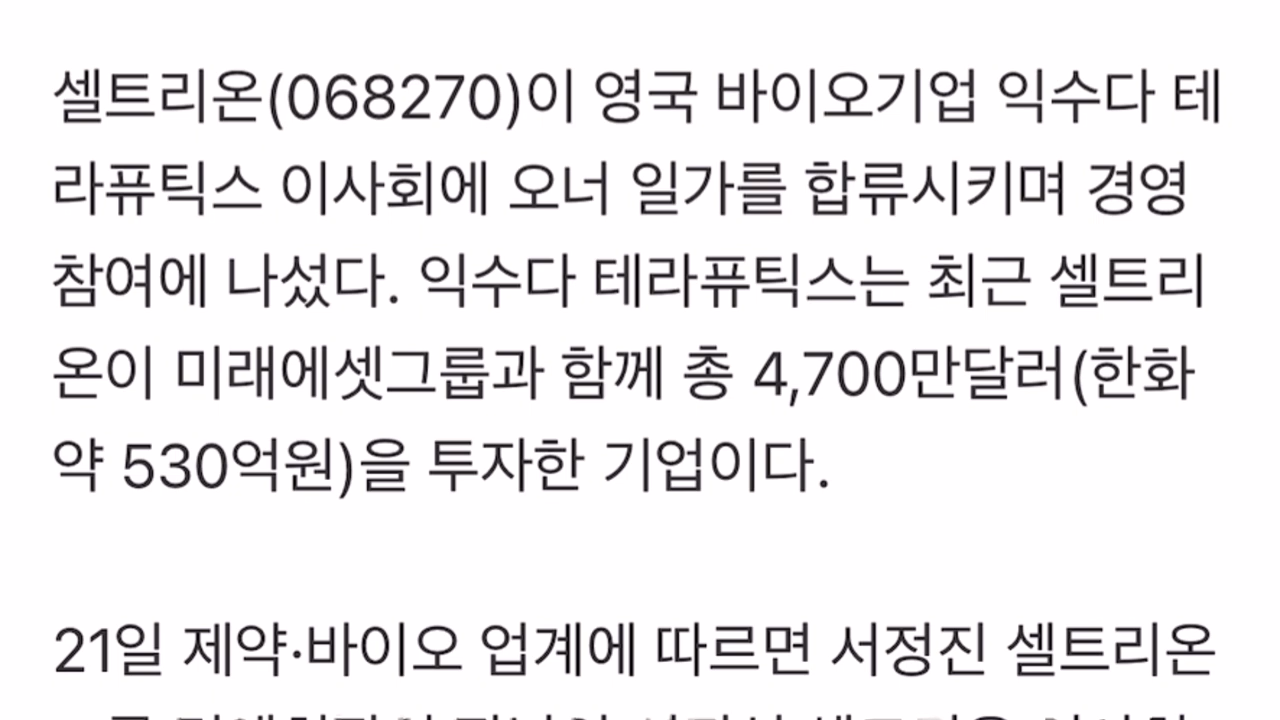 셀트리온(068270)이 영국 바이오기업 익수다 테
라퓨틱스 이사회에 오너 일가를 합류시키며 경영
참여에 나섰다. 익수다 테라퓨틱스는 최근 셀트리
온이 미래에셋그룹과 함께 총 4,700만달러(한화
약 530억원)을 투자한 기업이다.
21일 제약·바이오 업계에 따르면 서정진 셀트리온